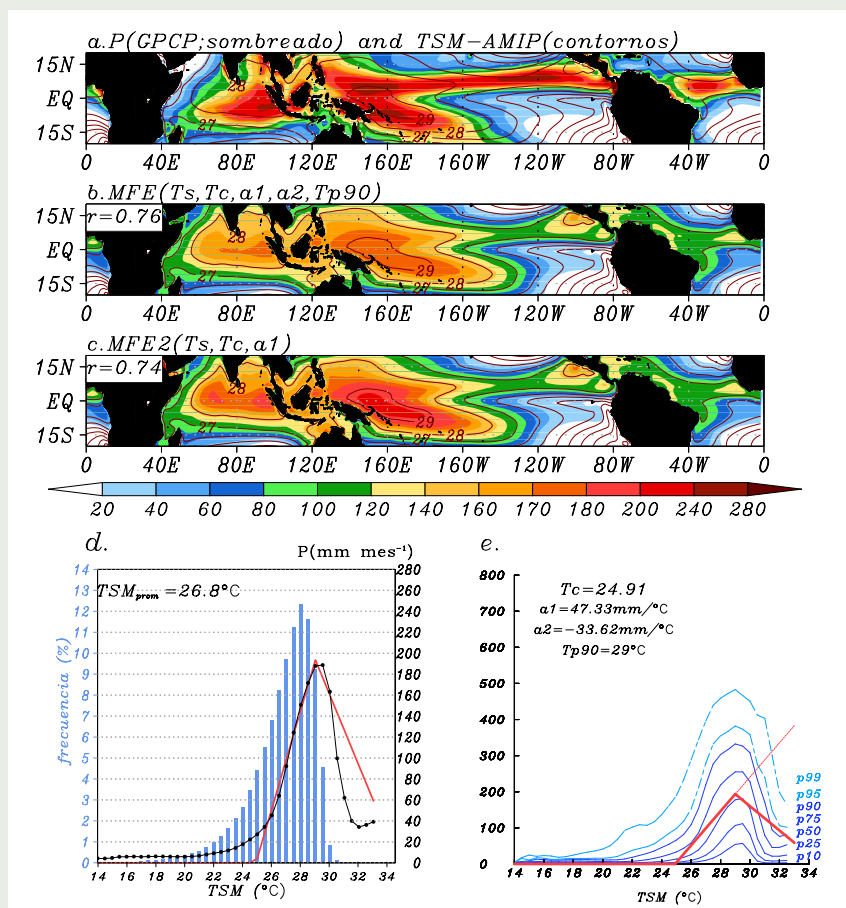 a.P(GPCP;sombreado) and TSM-AMIP(contornos)
15N
EQ
15S
28
27
29
27 28
0 40E 80E 120E 160E 160W 120W 80W 40W 0
b.MFE(Ts,Tc,a1,a2,Tp90)
r=0.76
15N
EQ
15S
28
27
29
27 28
0 40E 80E 120E 160E 160W 120W 80W 40W 0
c.MFE2(Ts,Tc,a1)
r=0.74
15N
EQ
15S
28
27
29
27 28
0 40E 80E 120E 160E 160W 120W 80W 40W 0
20 40 60 80 100 120 140 160 170 180 200 240 280
d.
P(mm mes⁻¹)
TSMprom =26.8°C
frecuencia (%)
14 280
13 260
12 240
11 220
10 200
9 180
8 160
7 140
6 120
5 100
4 80
3 60
2 40
1 20
0 0
14 16 18 20 22 24 26 28 30 32 34
TSM (°C)
e.
Tc=24.91
a1=47.33mm/°C
a2=-33.62mm/°C
Tp90=29°C
800
700
600
500
400
300
200
100
0
p99
p95
p90
p75
p50
p25
p10
14 16 18 20 22 24 26 28 30 32 34
TSM (°C)